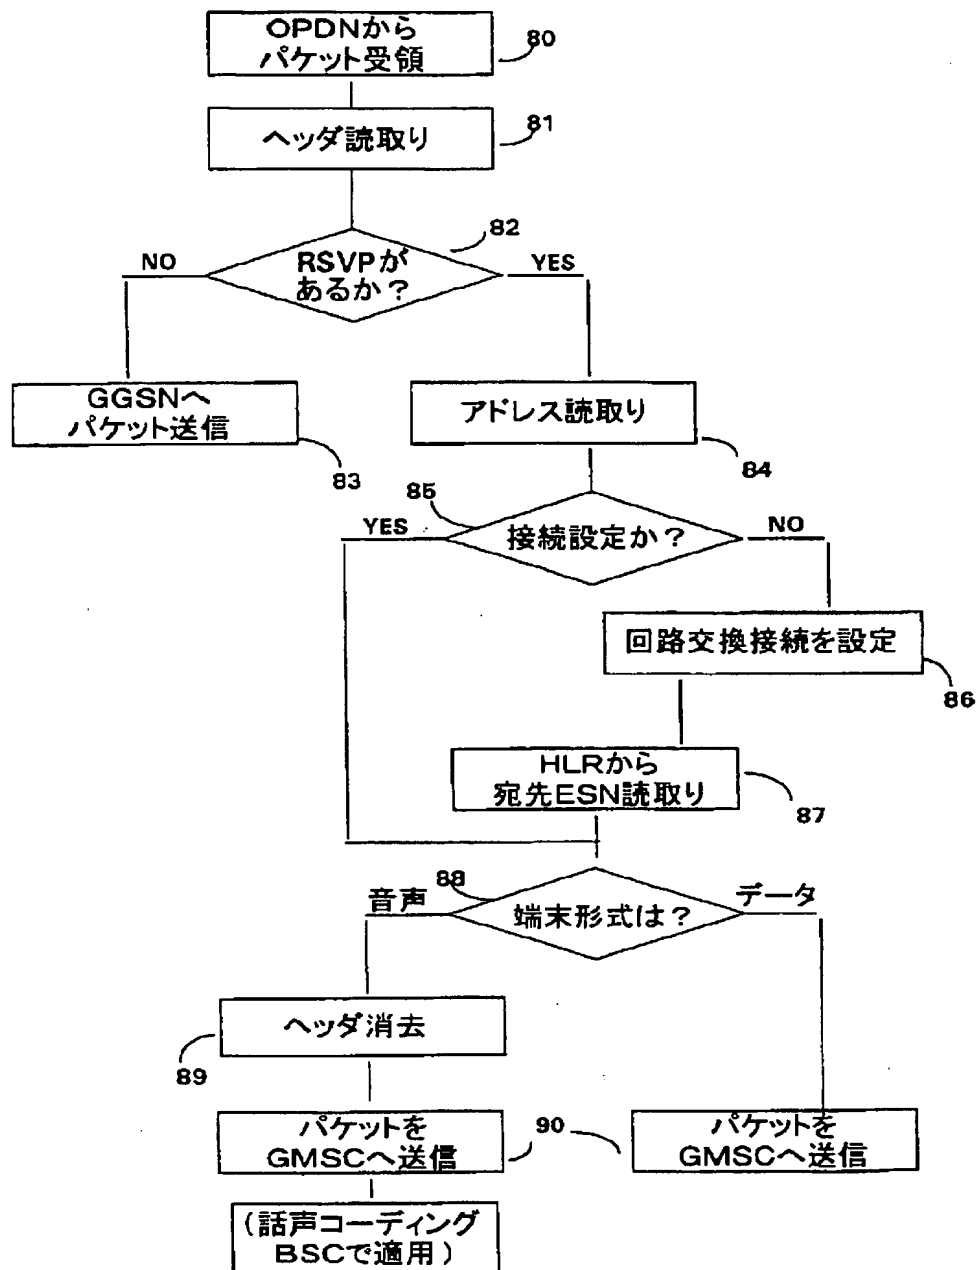 OPDNから
パケット受領
80
ヘッダ読取り
81
82
RSVPが
あるか？
NO
YES
GGSNへ
パケット送信
83
アドレス読取り
84
85
接続設定か？
YES
NO
回路交換接続を設定
86
HLRから
宛先ESN読取り
87
88
端末形式は？
音声
データ
ヘッダ消去
89
パケットを
GMSCへ送信
90
パケットを
GMSCへ送信
(話声コーディング
BSCで適用)